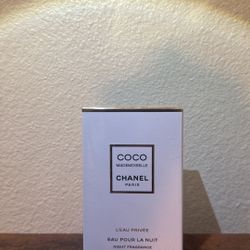 COCO
MADEMOISELLE
CHANEL
PARIS
L'EAU PRIVÉE
EAU POUR LA NUIT
NIGHT FRAGRANCE